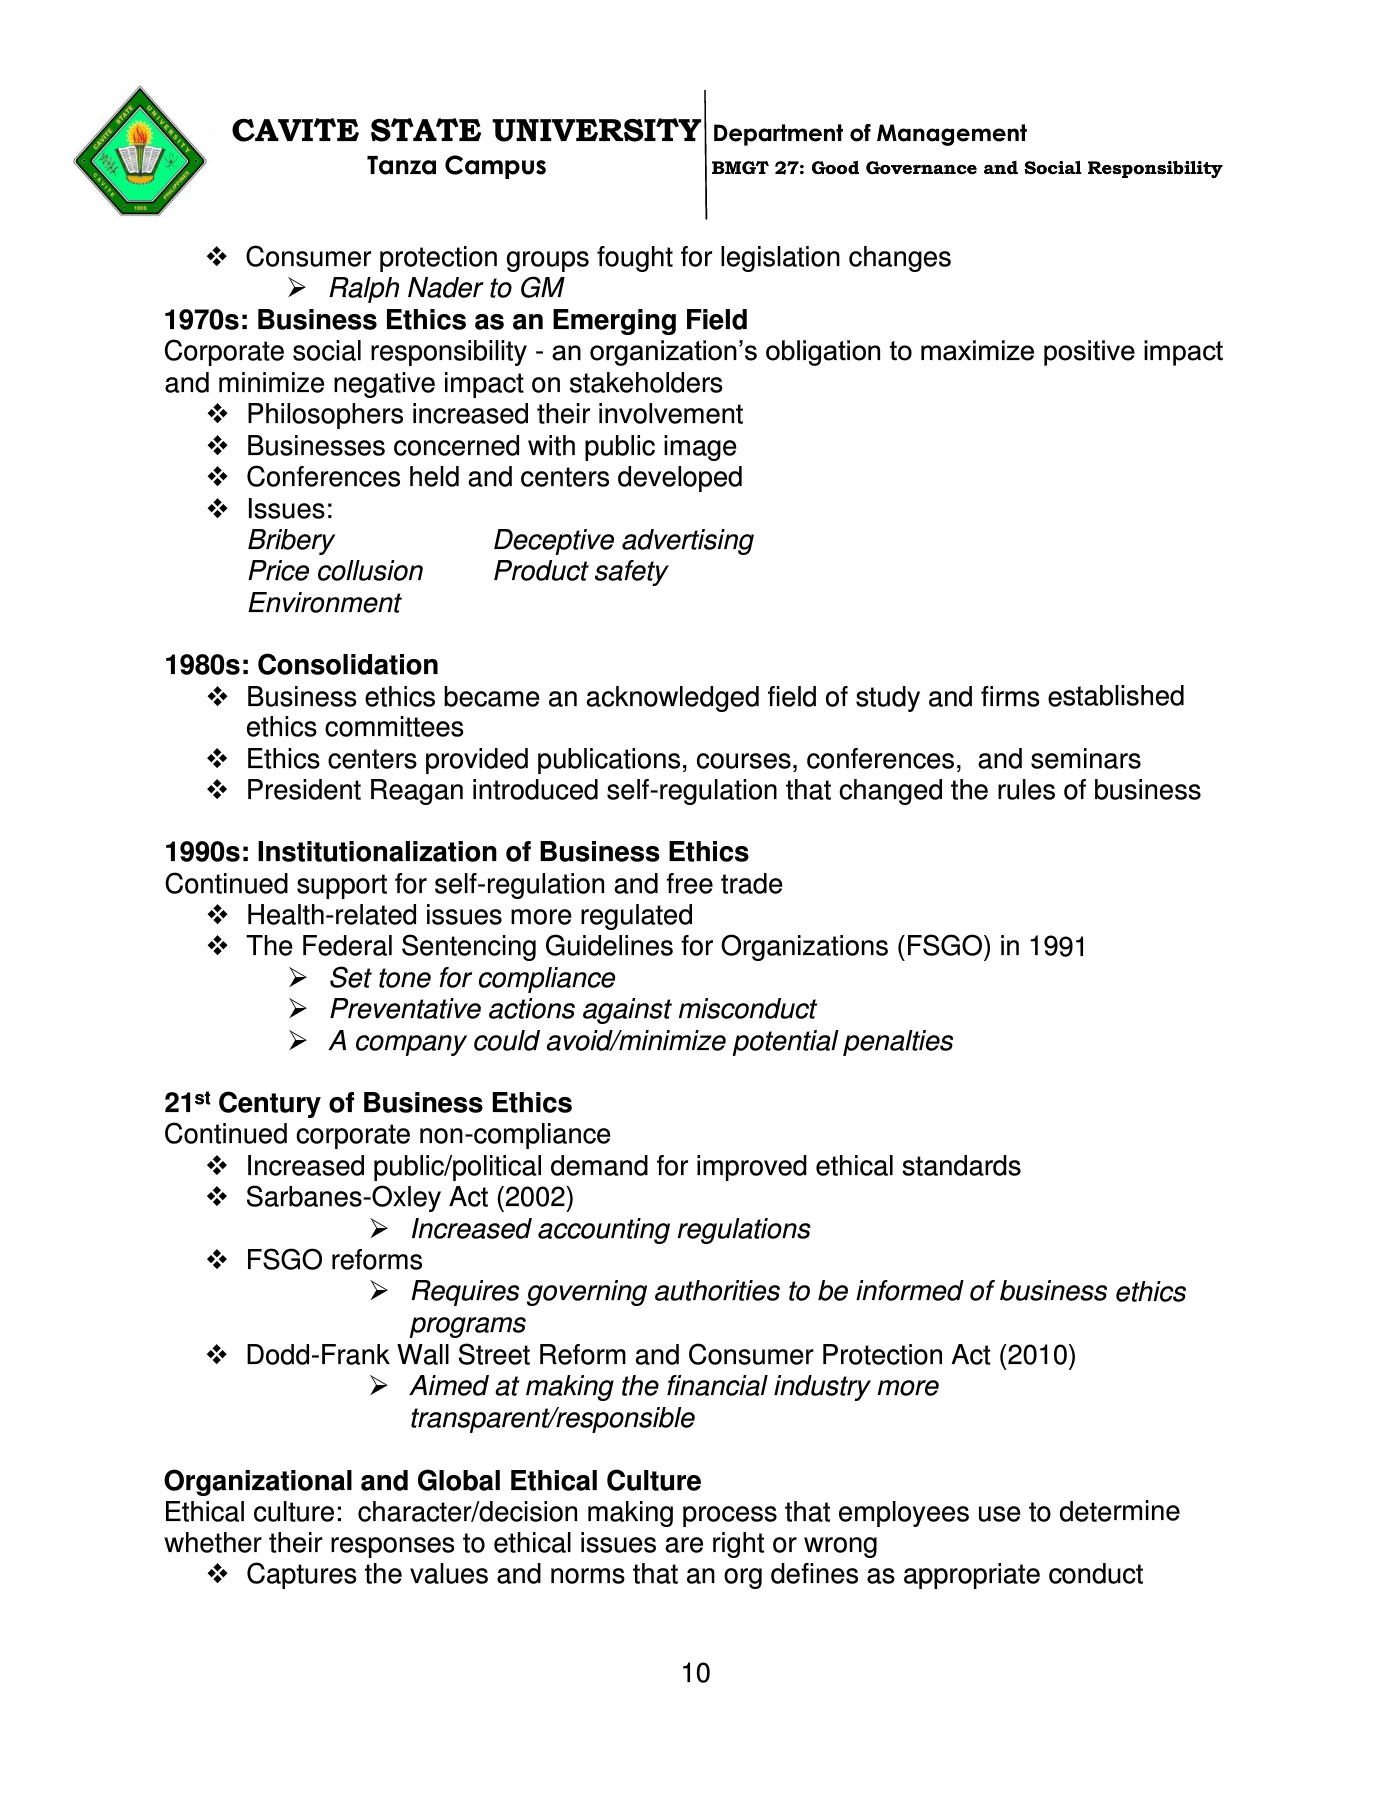 CAVITE STATE UNIVERSITY
Tanza Campus
Department of Management
BMGT 27: Good Governance and Social Responsibility
CAVITE STATE UNIVERSITY
CAVITE
PHILIPPINES
1906
❖ Consumer protection groups fought for legislation changes
➢ Ralph Nader to GM
1970s: Business Ethics as an Emerging Field
Corporate social responsibility - an organization’s obligation to maximize positive impact
and minimize negative impact on stakeholders
❖ Philosophers increased their involvement
❖ Businesses concerned with public image
❖ Conferences held and centers developed
❖ Issues:
Bribery Deceptive advertising
Price collusion Product safety
Environment
1980s: Consolidation
❖ Business ethics became an acknowledged field of study and firms established
ethics committees
❖ Ethics centers provided publications, courses, conferences,  and seminars
❖ President Reagan introduced self-regulation that changed the rules of business
1990s: Institutionalization of Business Ethics
Continued support for self-regulation and free trade
❖ Health-related issues more regulated
❖ The Federal Sentencing Guidelines for Organizations (FSGO) in 1991
➢ Set tone for compliance
➢ Preventative actions against misconduct
➢ A company could avoid/minimize potential penalties
21st Century of Business Ethics
Continued corporate non-compliance
❖ Increased public/political demand for improved ethical standards
❖ Sarbanes-Oxley Act (2002)
➢ Increased accounting regulations
❖ FSGO reforms
➢ Requires governing authorities to be informed of business ethics
programs
❖ Dodd-Frank Wall Street Reform and Consumer Protection Act (2010)
➢ Aimed at making the financial industry more
transparent/responsible
Organizational and Global Ethical Culture
Ethical culture:  character/decision making process that employees use to determine
whether their responses to ethical issues are right or wrong
❖ Captures the values and norms that an org defines as appropriate conduct
10